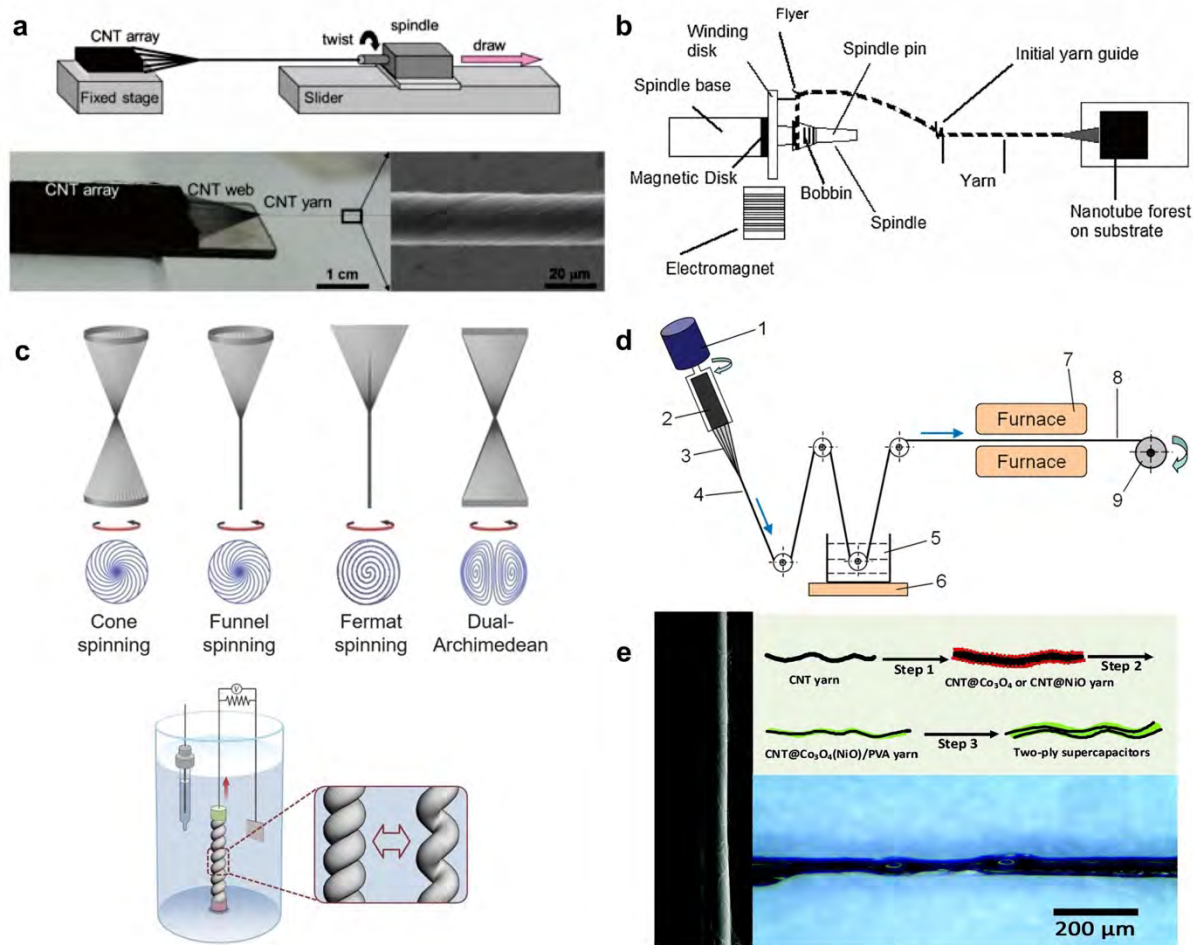 a
CNT array
twist
spindle
draw
Fixed stage
Slider
CNT array
CNT web
CNT yarn
1 cm
20 µm
b
Flyer
Winding
disk
Spindle pin
Initial yarn guide
Spindle base
Magnetic Disk
Bobbin
Yarn
Spindle
Nanotube forest
on substrate
Electromagnet
c
Cone
spinning
Funnel
spinning
Fermat
spinning
Dual-
Archimedean
V
d
1
2
3
4
5
6
7
8
9
Furnace
Furnace
e
CNT yarn
Step 1
CNT@Co₃O₄ or CNT@NiO yarn
Step 2
CNT@Co₃O₄(NiO)/PVA yarn
Step 3
Two-ply supercapacitors
200 µm